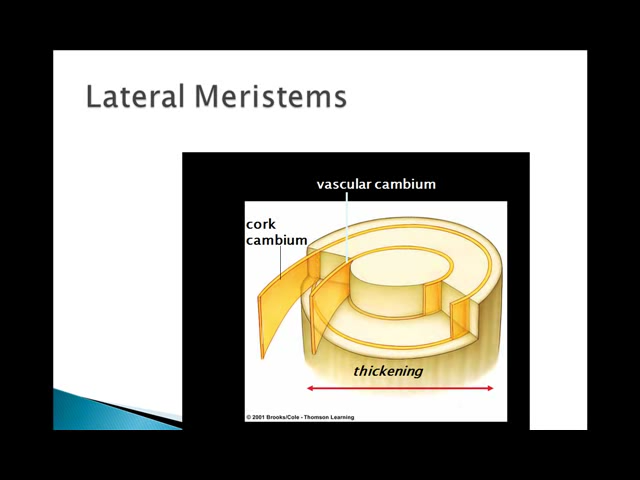 Lateral Meristems
vascular cambium
cork
cambium
thickening
© 2001 Brooks/Cole - Thomson Learning